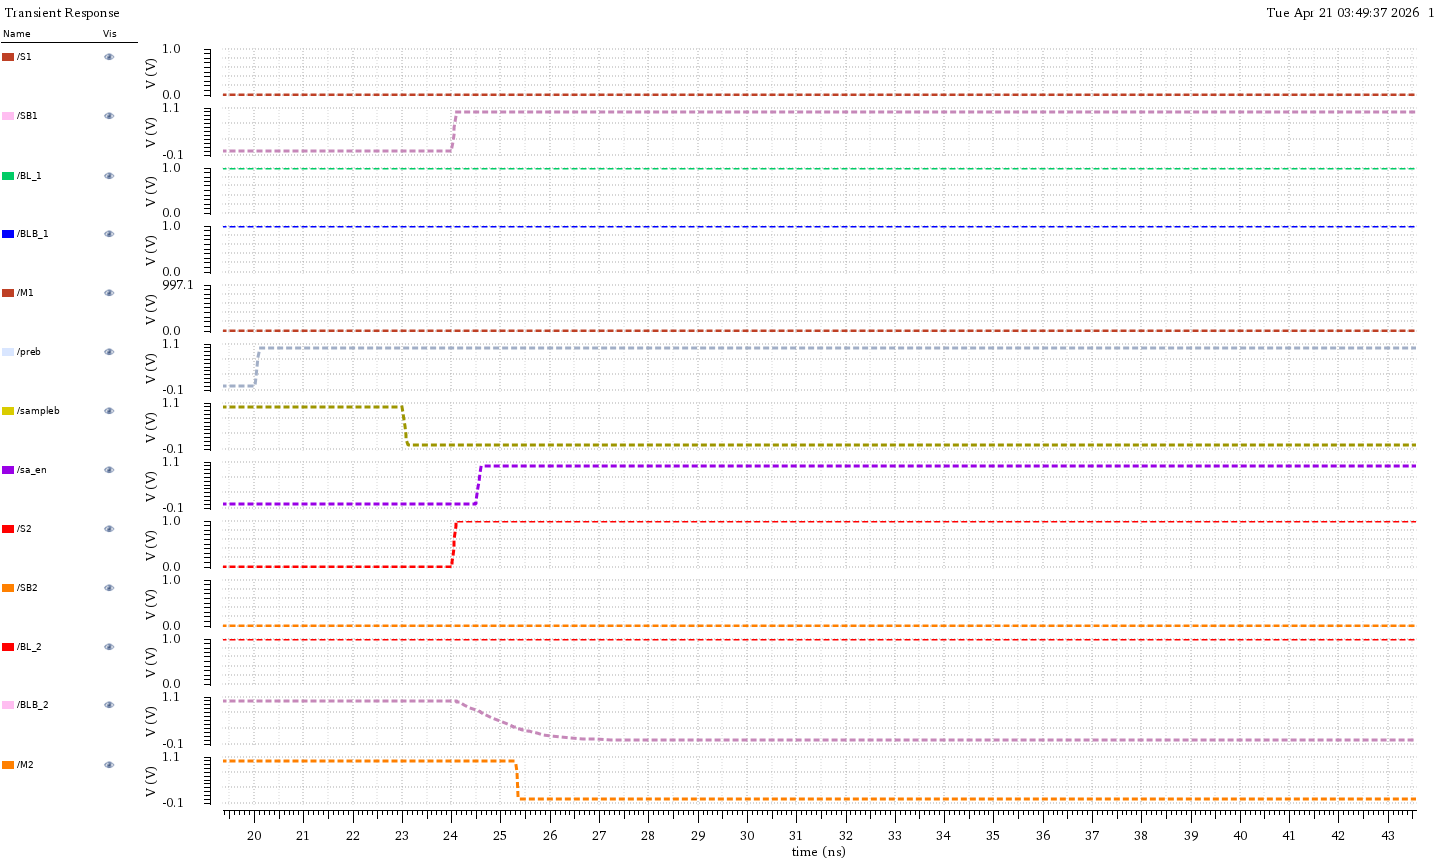 Transient Response
Tue Apr 21 03:49:37 2026 1
Name Vis
/S1
1.0
V (V)
0.0
/SB1
1.1
V (V)
-0.1
/BL_1
1.0
V (V)
0.0
/BLB_1
1.0
V (V)
0.0
/M1
997.1
V (V)
0.0
/preb
1.1
V (V)
-0.1
/sampleb
1.1
V (V)
-0.1
/sa_en
1.1
V (V)
-0.1
/S2
1.0
V (V)
0.0
/SB2
1.0
V (V)
0.0
/BL_2
1.0
V (V)
0.0
/BLB_2
1.1
V (V)
-0.1
/M2
1.1
V (V)
-0.1
20 21 22 23 24 25 26 27 28 29 30 31 32 33 34 35 36 37 38 39 40 41 42 43
time (ns)